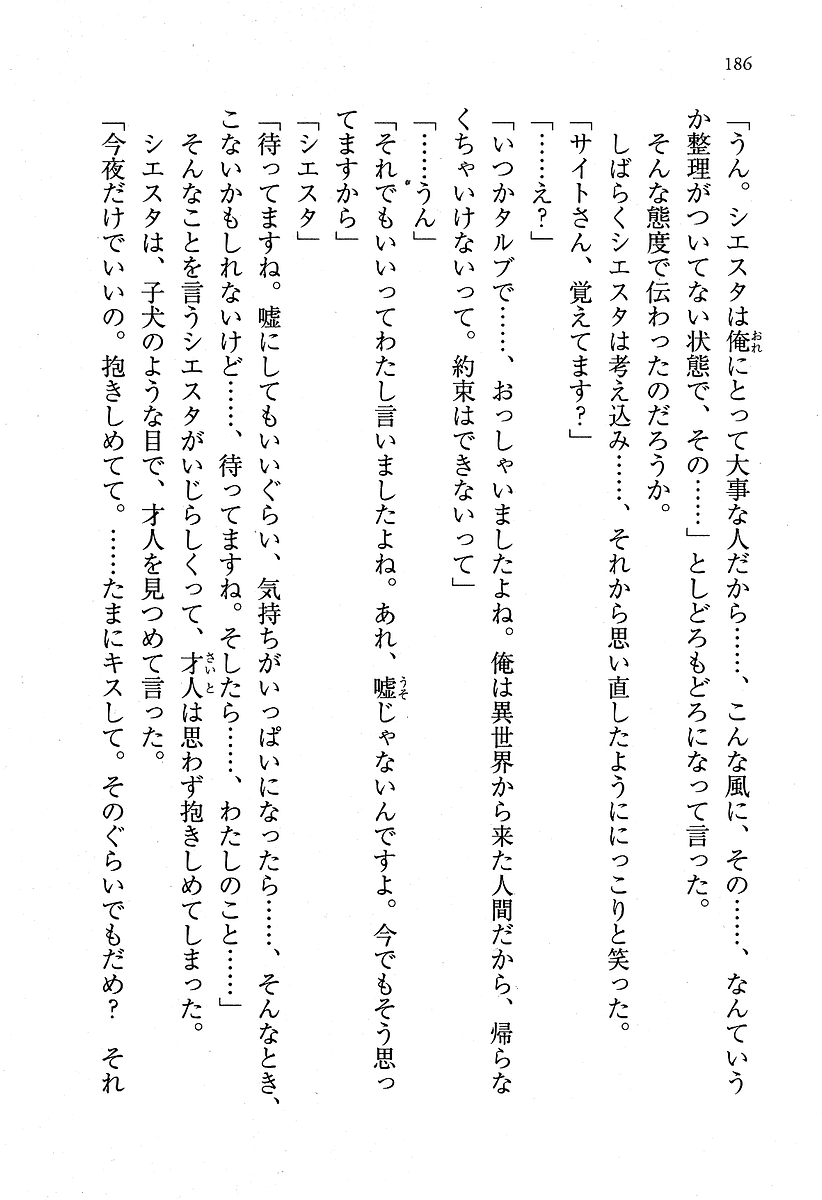 186
「うん。シエスタは俺にとって大事な人だから……、こんな風に、その……、なんていう
か整理がついてない状態で、その……」としどろもどろになって言った。
そんな態度で伝わったのだろうか。
しばらくシエスタは考え込み……、それから思い直したようににっこりと笑った。
「サイトさん、覚えてます?」
「……え?」
「いつかタルブで……、おっしゃいましたよね。俺は異世界から来た人間だから、帰らな
くちゃいけないって。約束はできないって」
「……うん」
「それでもいいってわたし言いましたよね。あれ、嘘じゃないんですよ。今でもそう思っ
てますから」
「シエスタ」
「待ってますね。嘘にしてもいいぐらい、気持ちがいっぱいになったら……、そんなとき、
こないかもしれないけど……、待ってますね。そしたら……、わたしのこと……」
そんなことを言うシエスタがいじらしくって、才人は思わず抱きしめてしまった。
シエスタは、子犬のような目で、才人を見つめて言った。
「今夜だけでいいの。抱きしめてて。……たまにキスして。そのぐらいでもだめ? それ